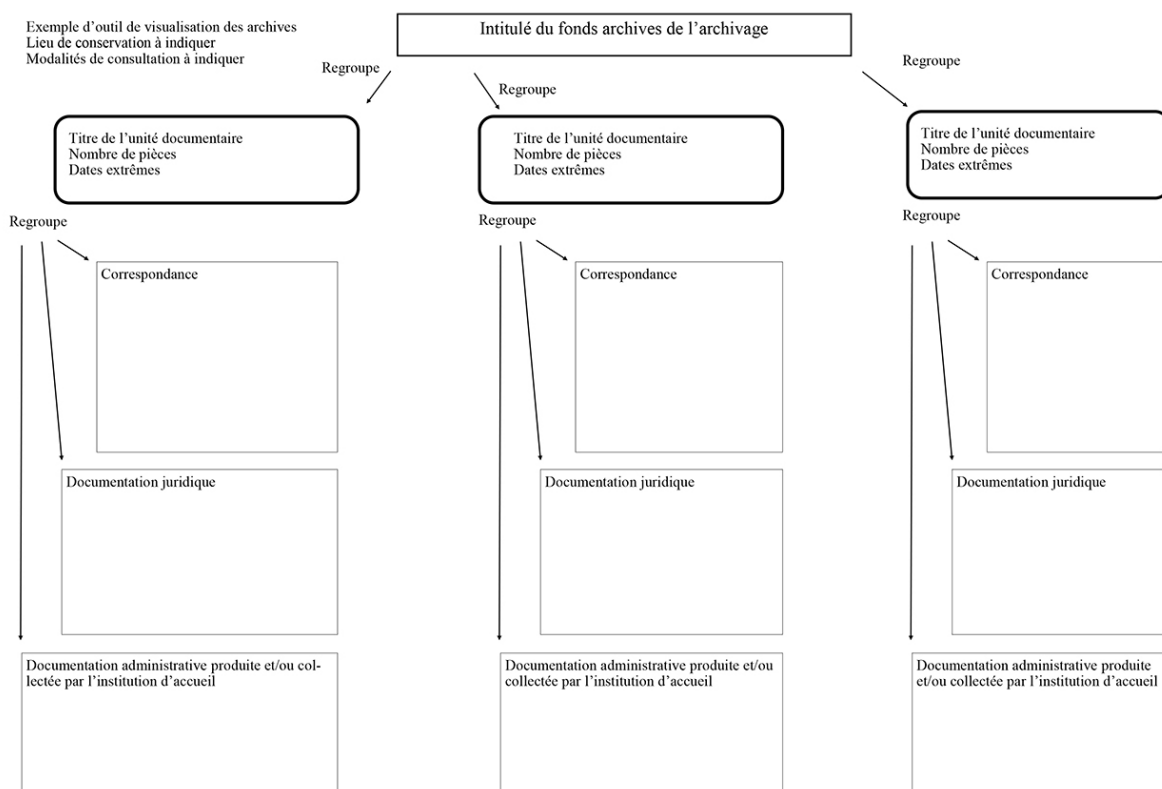 Exemple d’outil de visualisation des archives
Lieu de conservation à indiquer
Modalités de consultation à indiquer
Intitulé du fonds archives de l’archivage
Regroupe
Regroupe
Regroupe
Titre de l’unité documentaire
Nombre de pièces
Dates extrêmes
Titre de l’unité documentaire
Nombre de pièces
Dates extrêmes
Titre de l’unité documentaire
Nombre de pièces
Dates extrêmes
Regroupe
Regroupe
Regroupe
Correspondance
Correspondance
Correspondance
Documentation juridique
Documentation juridique
Documentation juridique
Documentation administrative produite et/ou col-
lectée par l’institution d’accueil
Documentation administrative produite et/ou
collectée par l’institution d’accueil
Documentation administrative produite
et/ou collectée par l’institution d’accueil